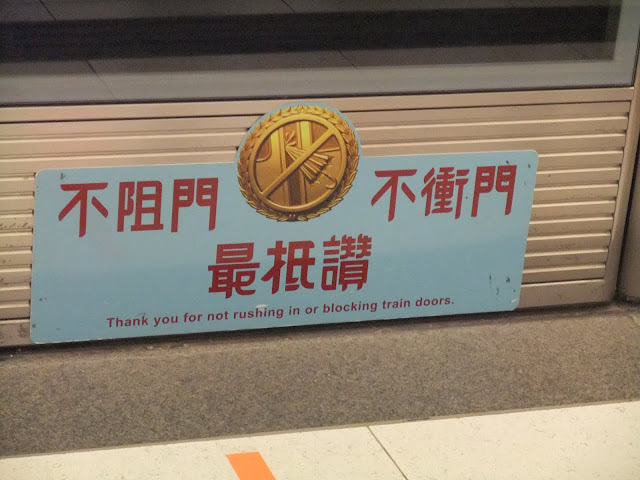 不阻門 不衝門
最抵讚
Thank you for not rushing in or blocking train doors.